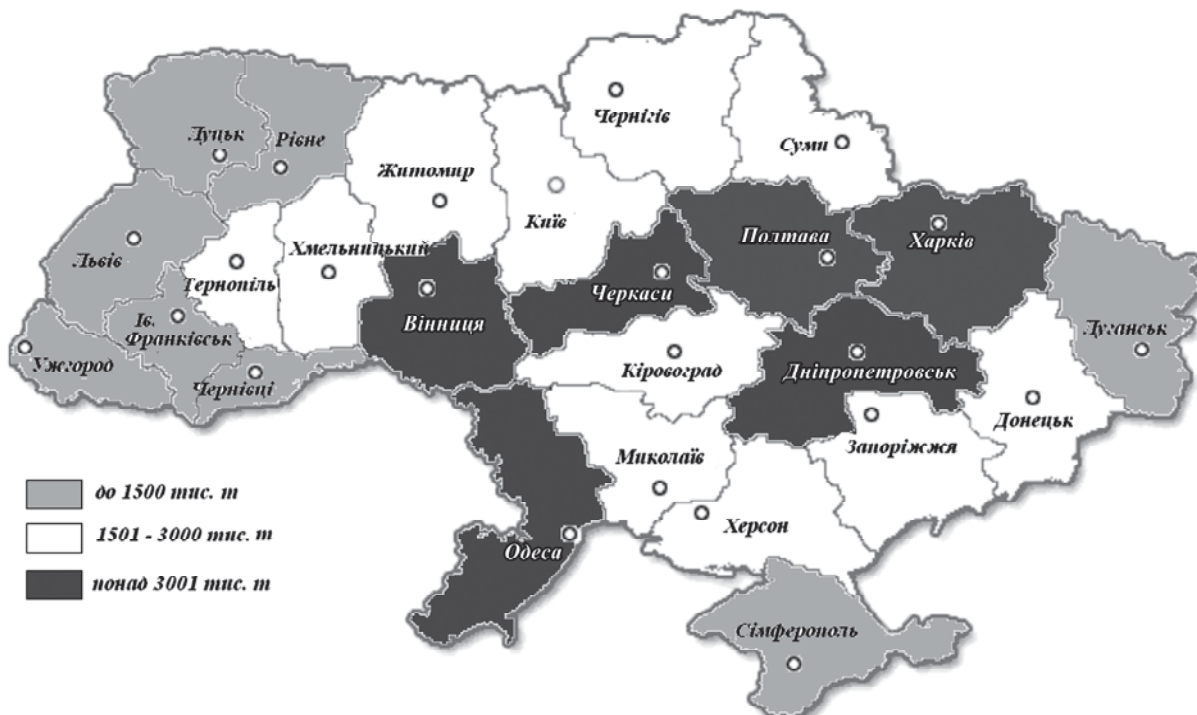 Чернігів
Суми
Луцьк
Рівне
Житомир
Київ
Полтава
Харків
Львів
Тернопіль
Хмельницький
Черкаси
Вінниця
Ів.
Франківськ
Ужгород
Чернівці
Кіровоград
Дніпропетровськ
Луганськ
Донецьк
Запоріжжя
Миколаїв
Херсон
Одеса
Сімферополь
до 1500 тис. т
1501 - 3000 тис. т
понад 3001 тис. т